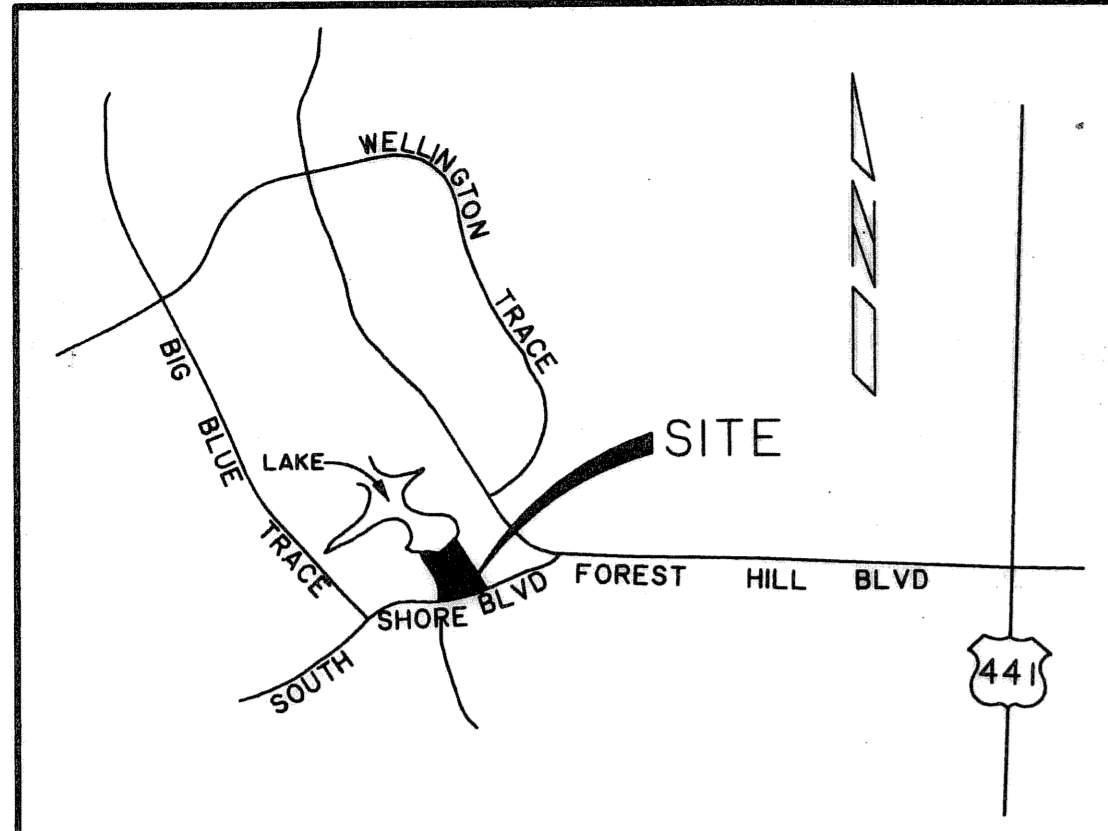 WELLINGTON TRACE
BIG BLUE TRACE
LAKE
SITE
N
FOREST HILL BLVD
SOUTH SHORE BLVD
441